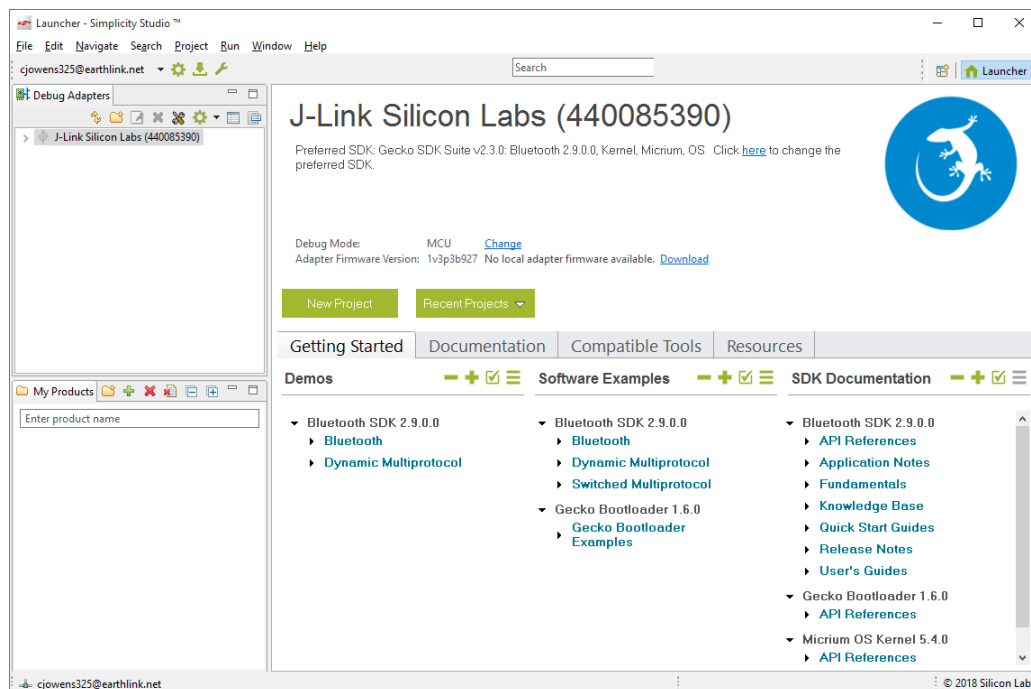 Launcher - Simplicity Studio ™
File Edit Navigate Search Project Run Window Help
cjowens325@earthlink.net
Search
Launcher
Debug Adapters
J-Link Silicon Labs (440085390)
J-Link Silicon Labs (440085390)
Preferred SDK: Gecko SDK Suite v2.3.0: Bluetooth 2.9.0.0, Kernel, Micrium, OS Click here to change the
preferred SDK.
Debug Mode: MCU Change
Adapter Firmware Version: 1v3p3b927 No local adapter firmware available. Download
New Project Recent Projects
Getting Started Documentation Compatible Tools Resources
My Products
Enter product name
Demos
Bluetooth SDK 2.9.0.0
Bluetooth
Dynamic Multiprotocol
Software Examples
Bluetooth SDK 2.9.0.0
Bluetooth
Dynamic Multiprotocol
Switched Multiprotocol
Gecko Bootloader 1.6.0
Gecko Bootloader
Examples
SDK Documentation
Bluetooth SDK 2.9.0.0
API References
Application Notes
Fundamentals
Knowledge Base
Quick Start Guides
Release Notes
User's Guides
Gecko Bootloader 1.6.0
API References
Micrium OS Kernel 5.4.0
API References
cjowens325@earthlink.net
© 2018 Silicon Lab